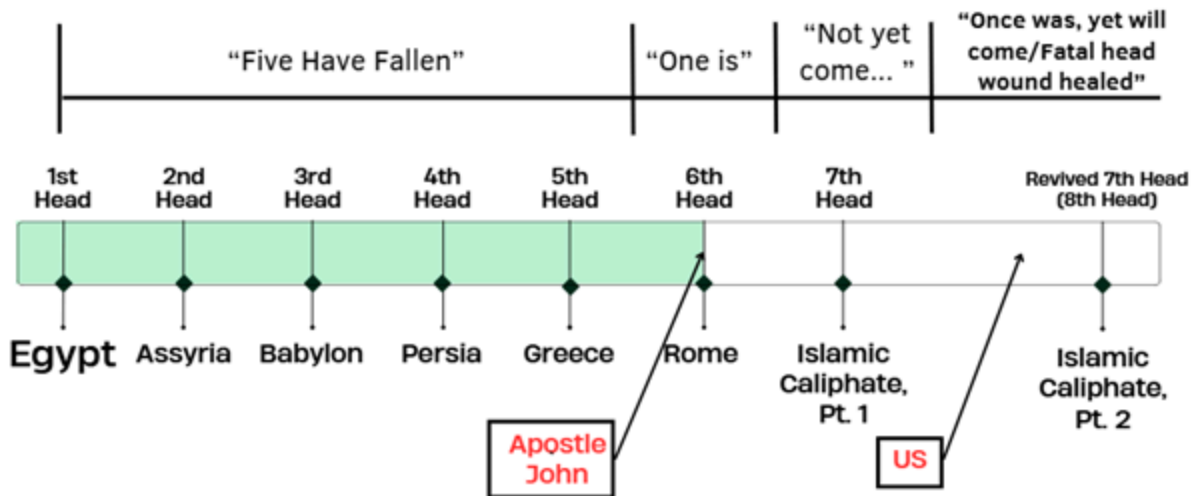 “Five Have Fallen”
“One is”
“Not yet
come... ”
“Once was, yet will
come/Fatal head
wound healed”
1st
Head
2nd
Head
3rd
Head
4th
Head
5th
Head
6th
Head
7th
Head
Revived 7th Head
(8th Head)
Egypt
Assyria
Babylon
Persia
Greece
Rome
Islamic
Caliphate,
Pt. 1
Islamic
Caliphate,
Pt. 2
Apostle
John
US